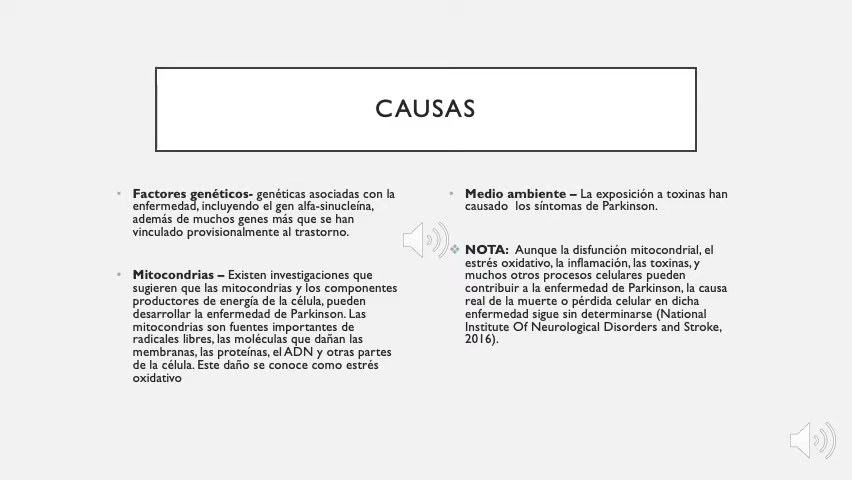 CAUSAS
• Factores genéticos- genéticas asociadas con la
enfermedad, incluyendo el gen alfa-sinucleína,
además de muchos genes más que se han
vinculado provisionalmente al trastorno.
• Mitocondrias – Existen investigaciones que
sugieren que las mitocondrias y los componentes
productores de energía de la célula, pueden
desarrollar la enfermedad de Parkinson. Las
mitocondrias son fuentes importantes de
radicales libres, las moléculas que dañan las
membranas, las proteínas, el ADN y otras partes
de la célula. Este daño se conoce como estrés
oxidativo
• Medio ambiente – La exposición a toxinas han
causado  los síntomas de Parkinson.
❖ NOTA:  Aunque la disfunción mitocondrial, el
estrés oxidativo, la inflamación, las toxinas, y
muchos otros procesos celulares pueden
contribuir a la enfermedad de Parkinson, la causa
real de la muerte o pérdida celular en dicha
enfermedad sigue sin determinarse (National
Institute Of Neurological Disorders and Stroke,
2016).